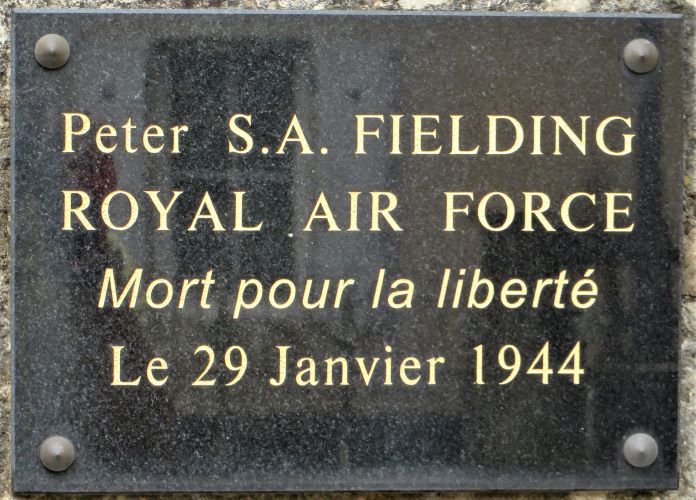 Peter S.A. FIELDING
ROYAL AIR FORCE
Mort pour la liberté
Le 29 Janvier 1944